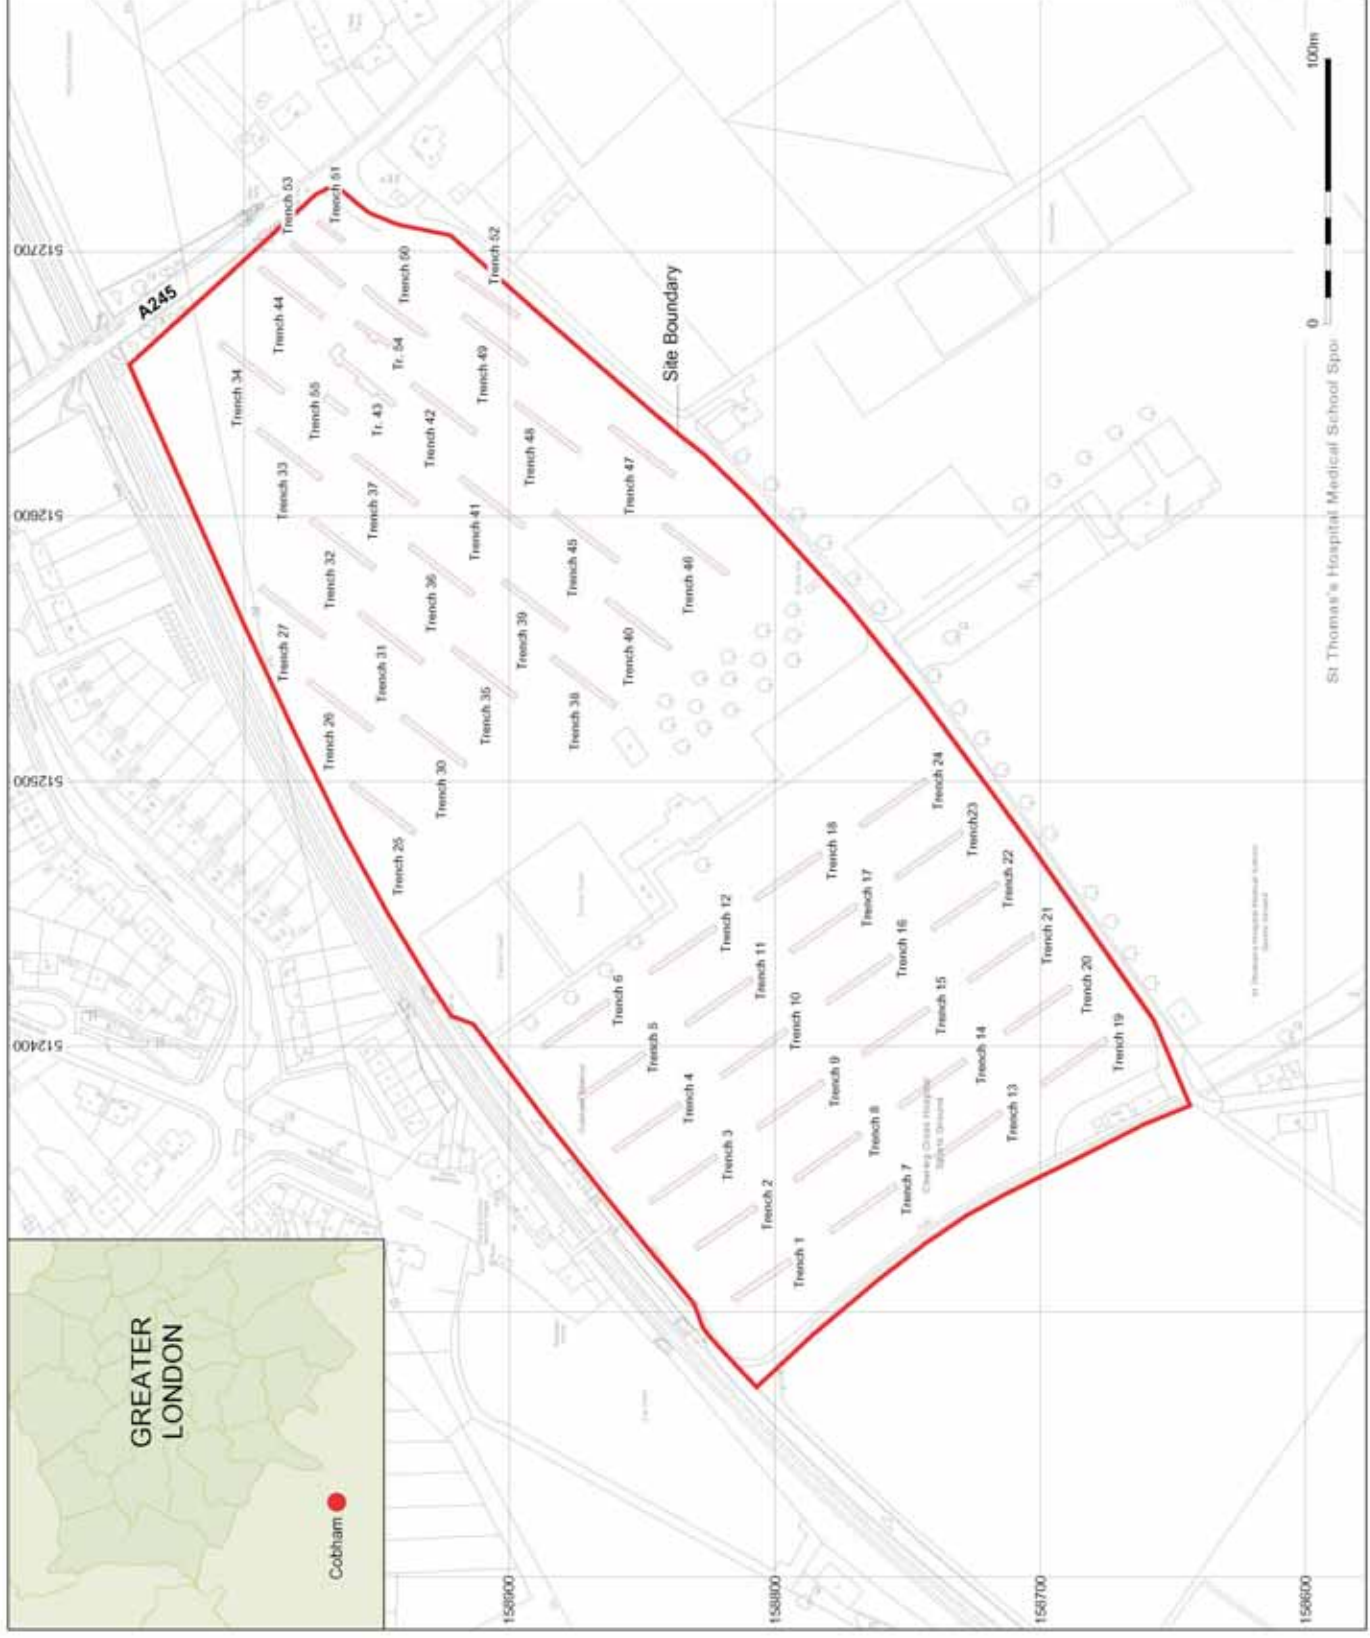 GREATER
LONDON
Cobham
A245
Site Boundary
512700
512600
512500
512400
158900
158800
158700
158600
0
100m
Trench 1
Trench 2
Trench 3
Trench 4
Trench 5
Trench 6
Trench 7
Trench 8
Trench 9
Trench 10
Trench 11
Trench 12
Trench 13
Trench 14
Trench 15
Trench 16
Trench 17
Trench 18
Trench 19
Trench 20
Trench 21
Trench 22
Trench23
Trench 24
Trench 25
Trench 26
Trench 27
Trench 30
Trench 31
Trench 32
Trench 33
Trench 34
Trench 35
Trench 36
Trench 37
Trench 38
Trench 39
Trench 40
Trench 41
Trench 42
Tr. 43
Trench 44
Trench 45
Trench 46
Trench 47
Trench 48
Trench 49
Trench 50
Trench 51
Trench 52
Trench 53
Tr. 54
Trench 55
Charing Cross Hospital
Sports Ground
St Thomas's Hospital Medical School Spo